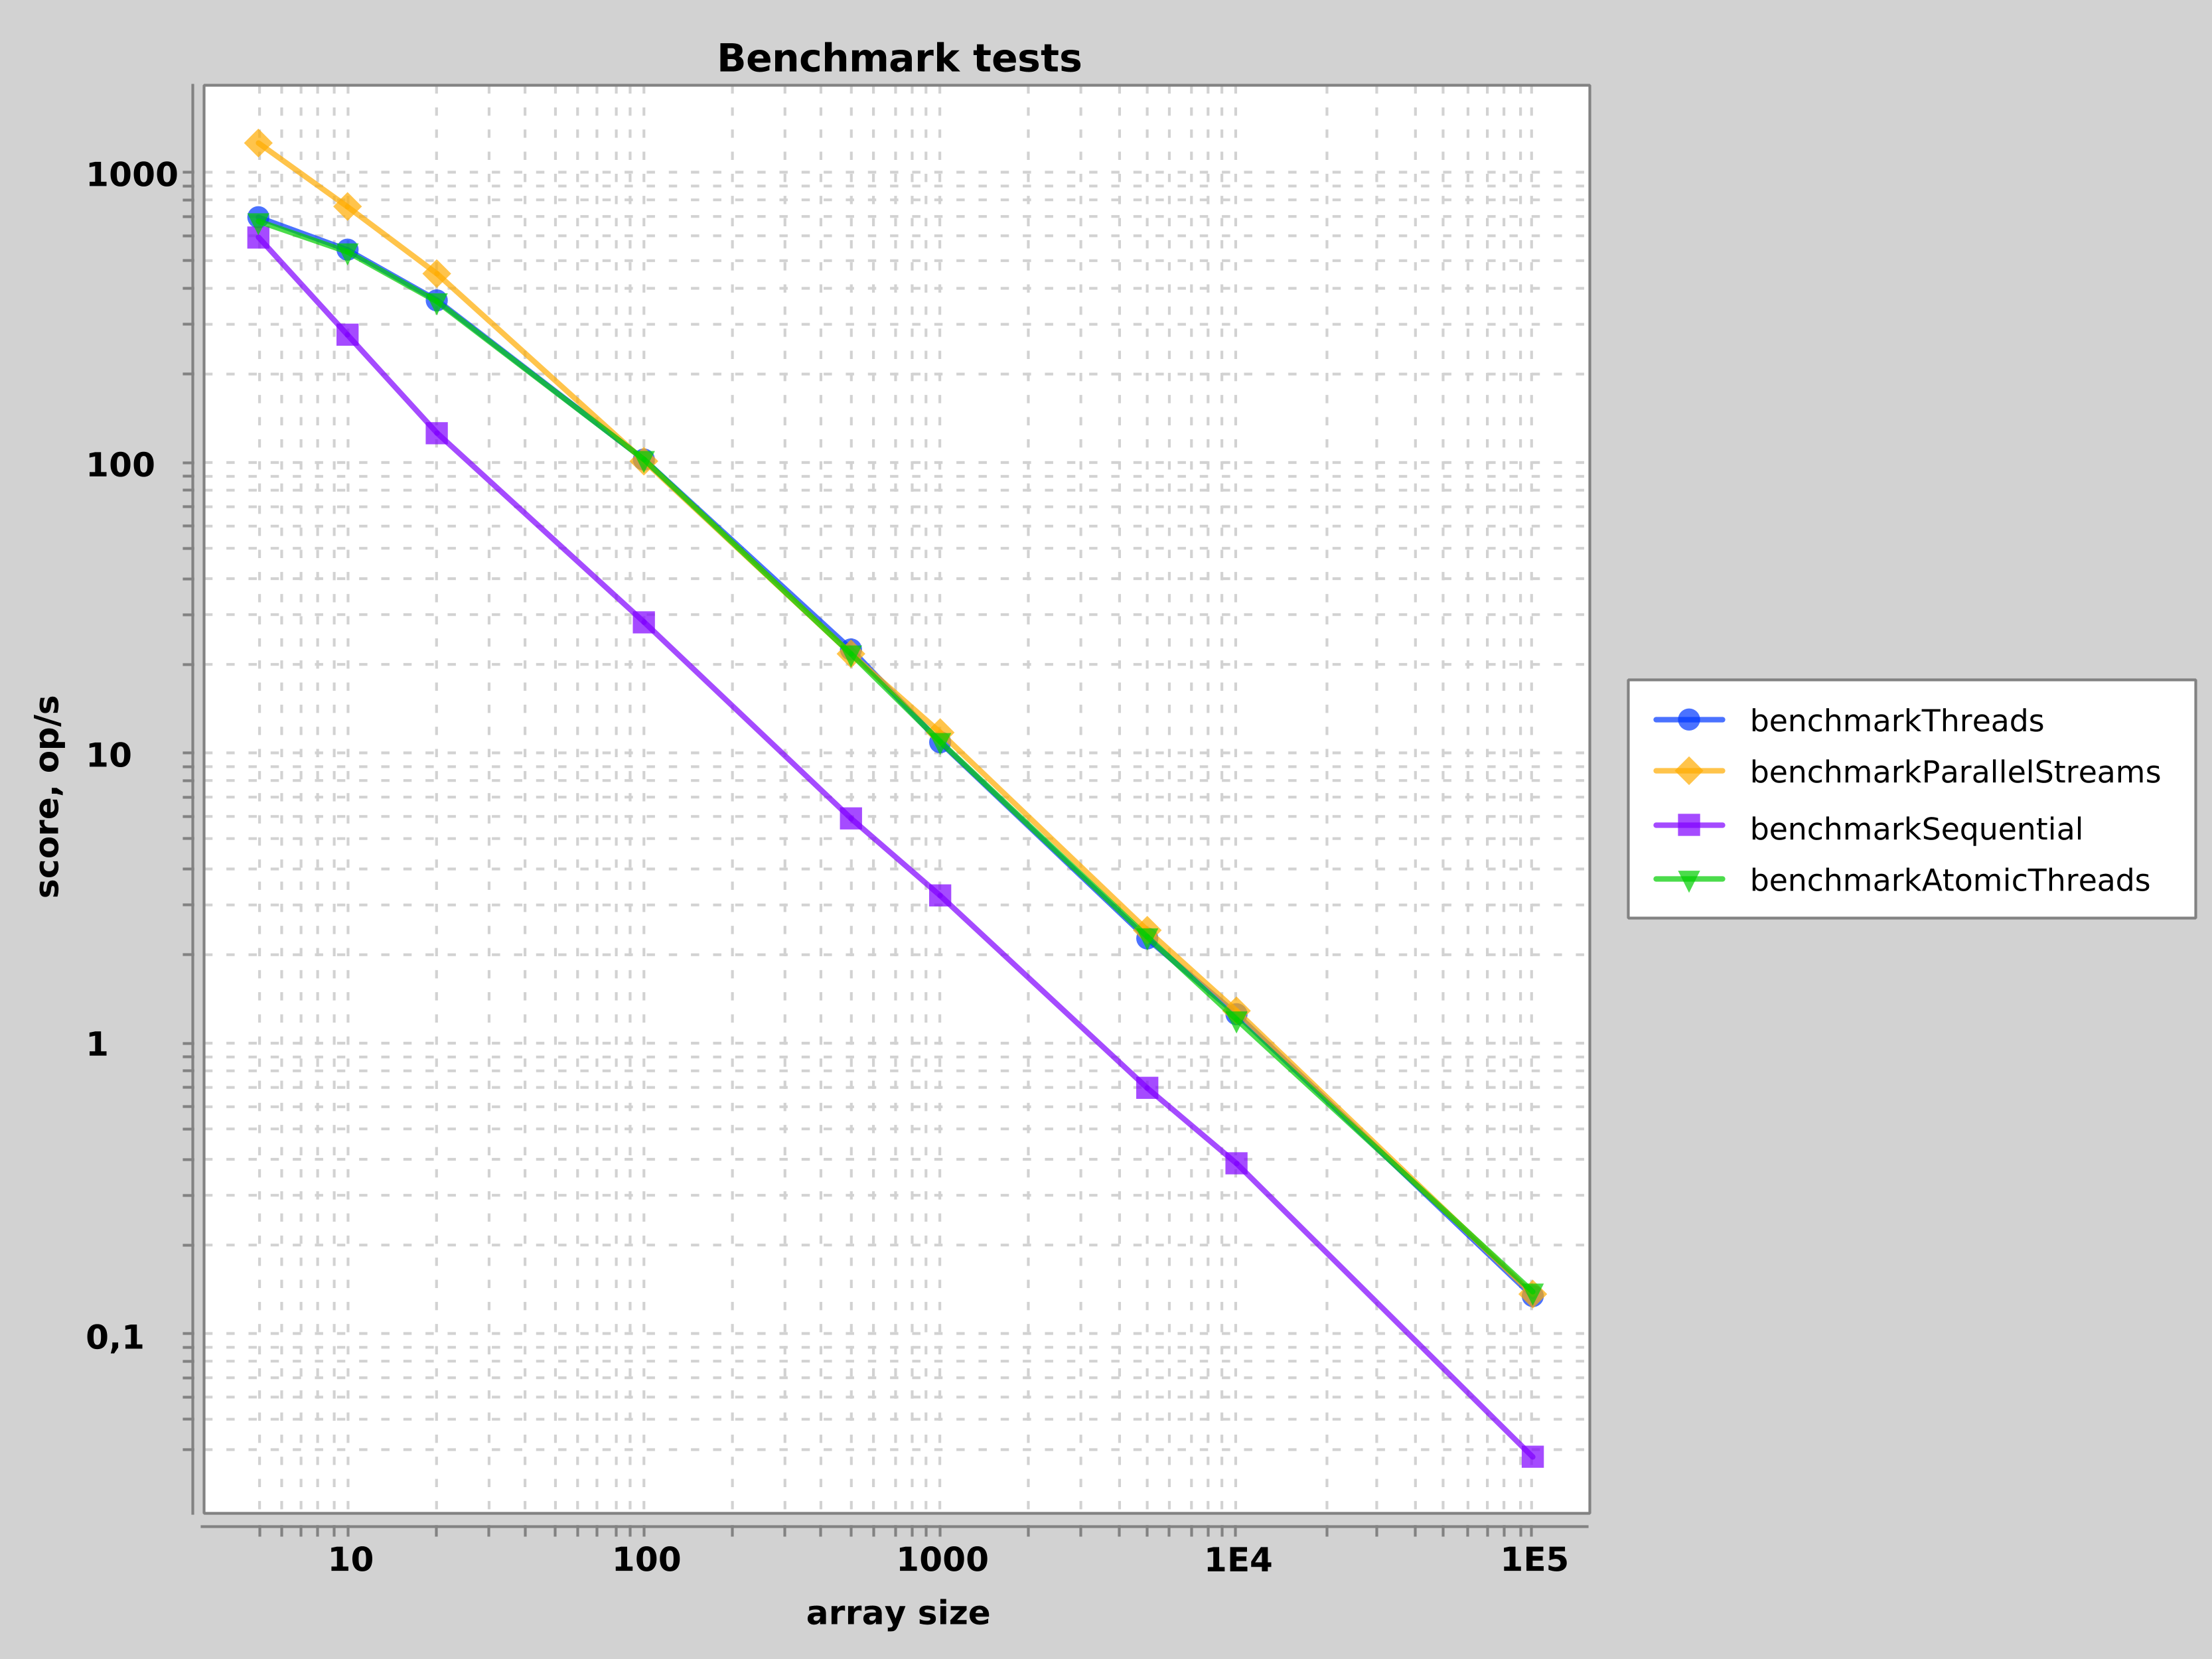 Benchmark tests
1000
100
10
1
0,1
score, op/s
10 100 1000 1E4 1E5
array size
benchmarkThreads
benchmarkParallelStreams
benchmarkSequential
benchmarkAtomicThreads